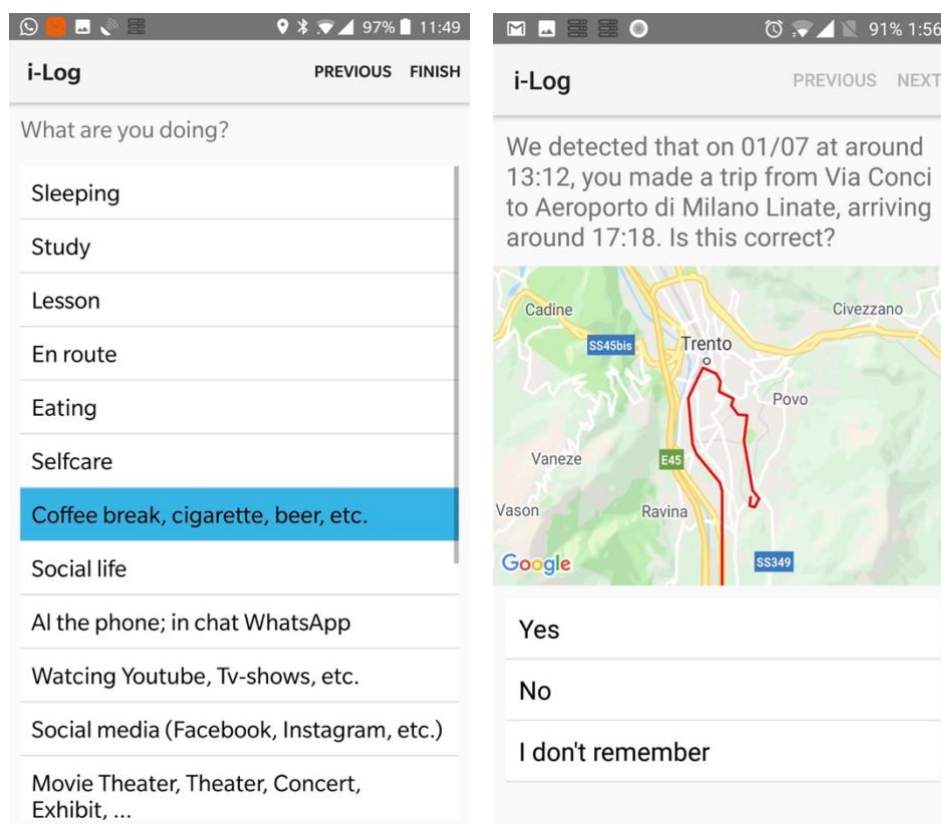 97% 11:49
i-Log PREVIOUS FINISH
What are you doing?
Sleeping
Study
Lesson
En route
Eating
Selfcare
Coffee break, cigarette, beer, etc.
Social life
Al the phone; in chat WhatsApp
Watcing Youtube, Tv-shows, etc.
Social media (Facebook, Instagram, etc.)
Movie Theater, Theater, Concert,
Exhibit, ...
91% 1:56
i-Log PREVIOUS NEXT
We detected that on 01/07 at around
13:12, you made a trip from Via Conci
to Aeroporto di Milano Linate, arriving
around 17:18. Is this correct?
Cadine
Civezzano
SS45bis
Trento
Povo
Vaneze
E45
Vason
Ravina
Google
SS349
Yes
No
I don't remember